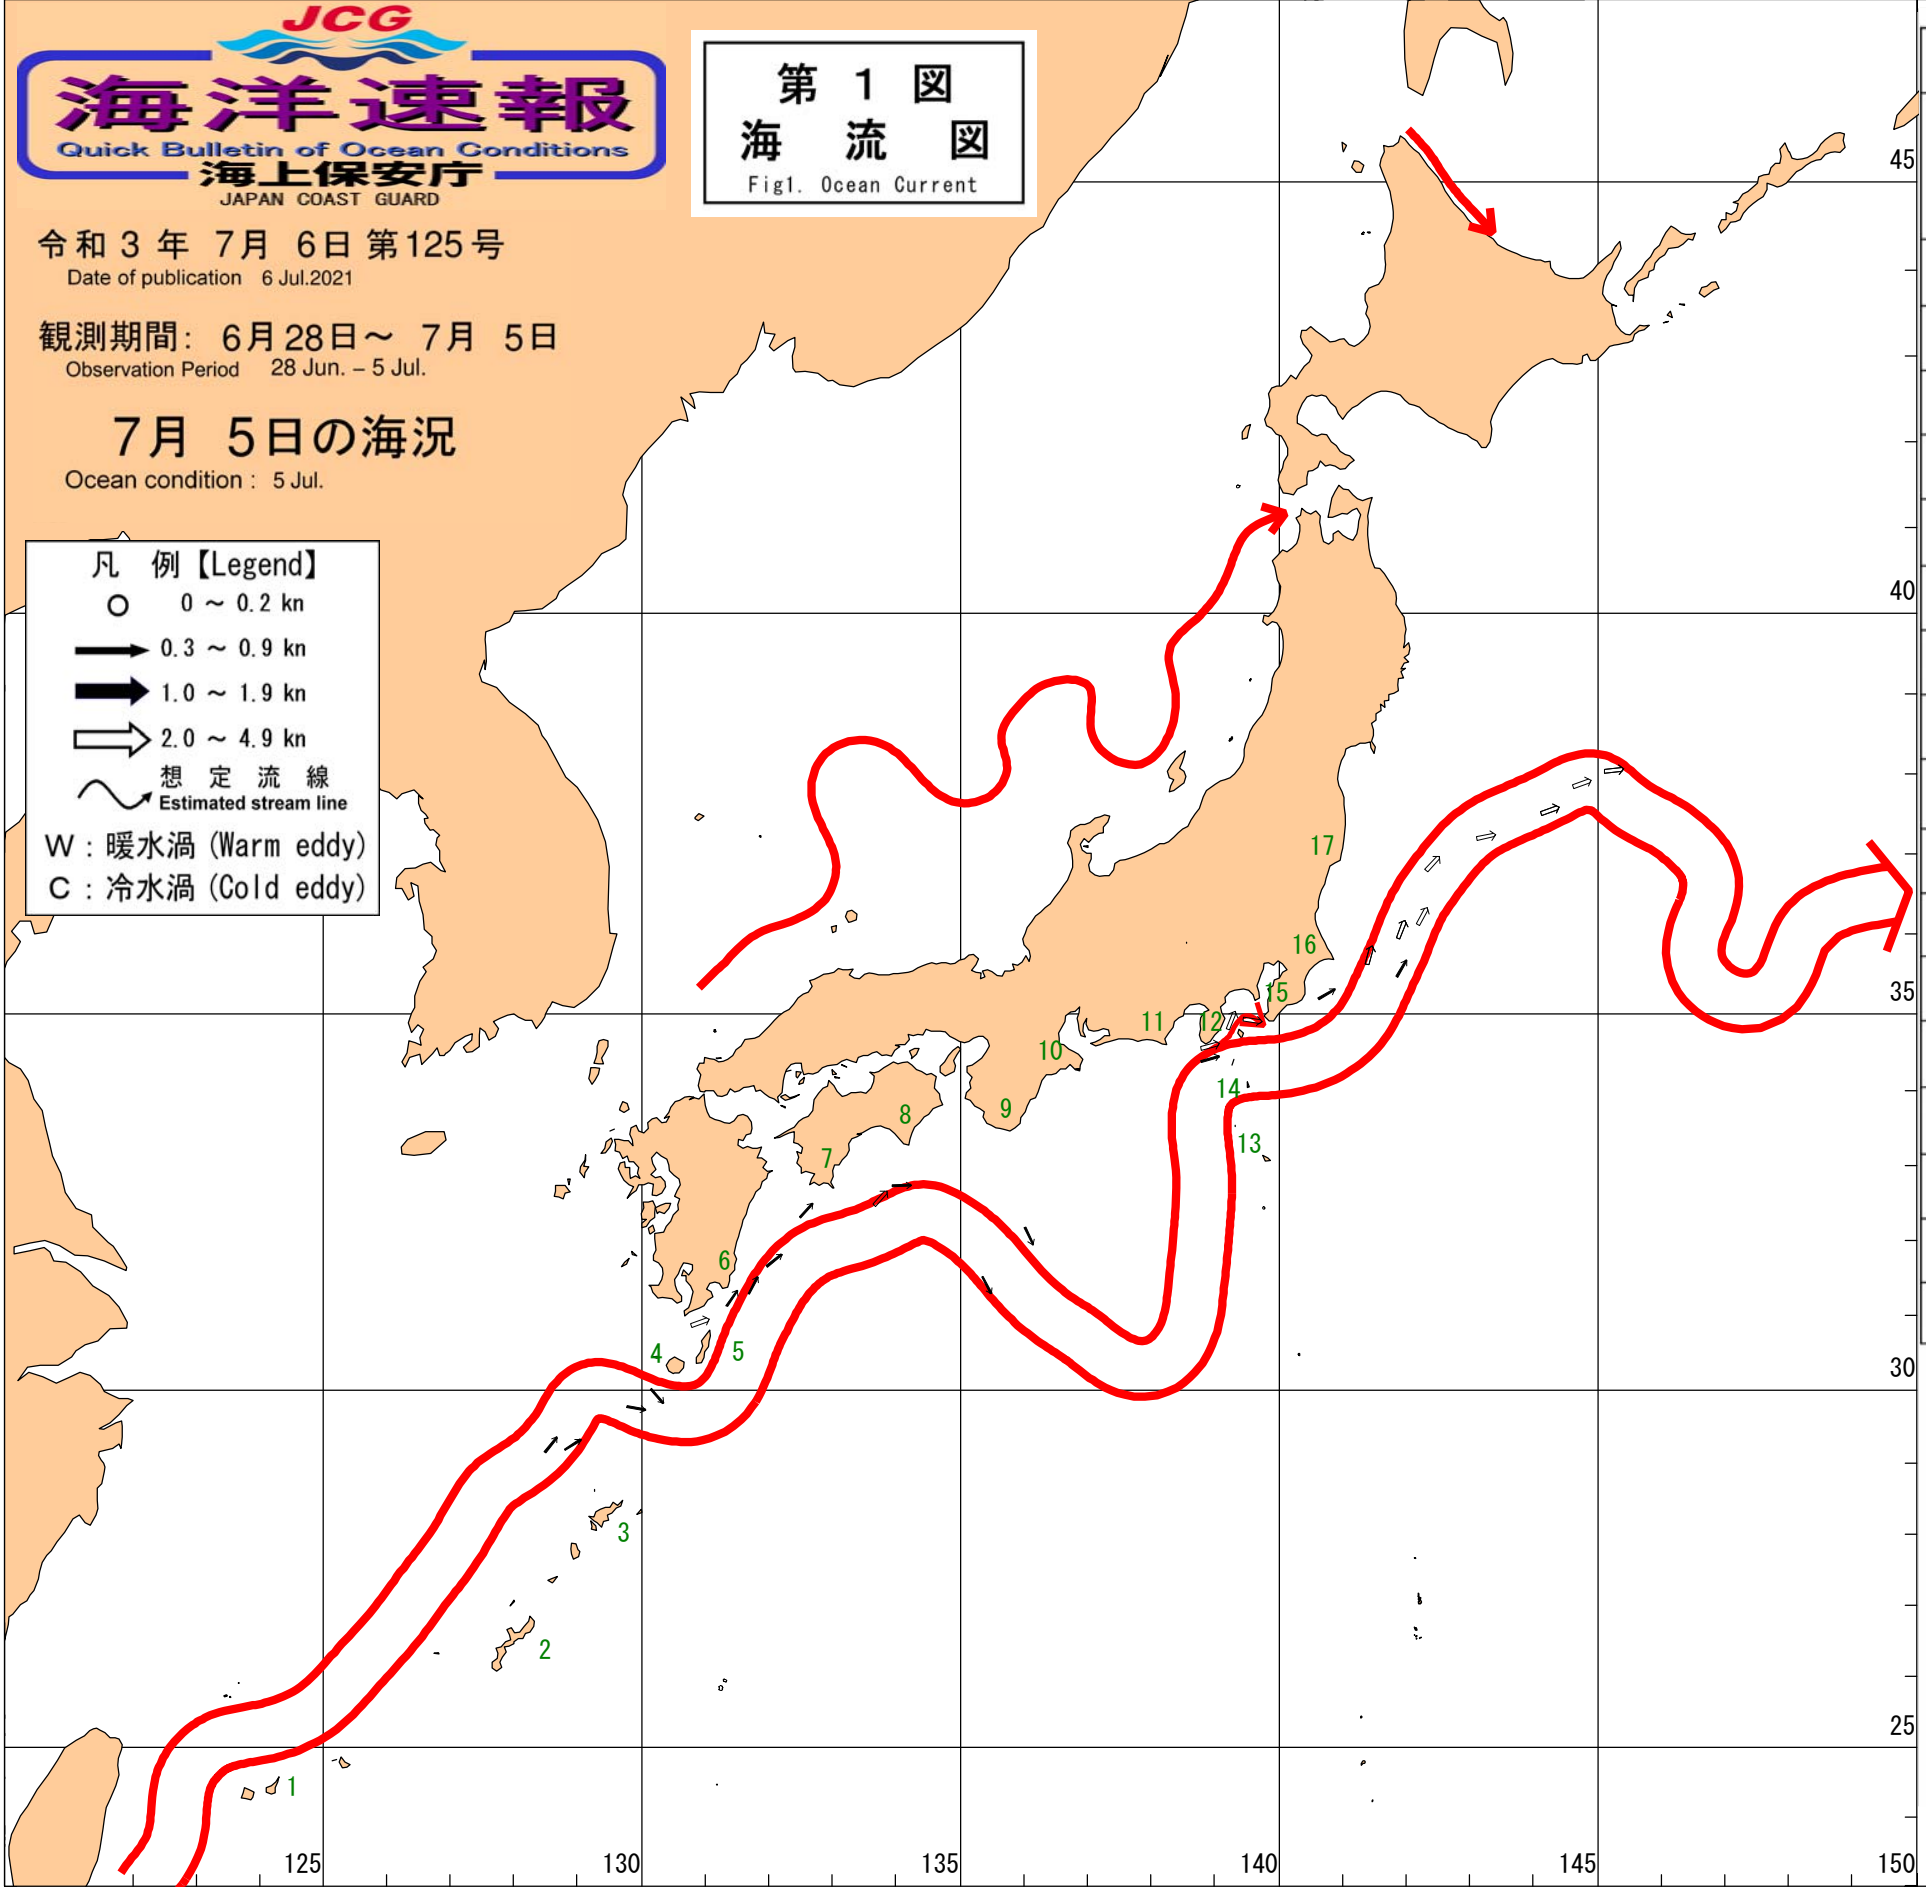 JCG
海洋速報
Quick Bulletin of Ocean Conditions
海上保安庁
JAPAN COAST GUARD
令和 3 年 7月 6日 第125号
Date of publication 6 Jul.2021
観測期間: 6月28日～ 7月 5日
Observation Period 28 Jun. – 5 Jul.
7月 5日の海況
Ocean condition : 5 Jul.
第 1 図
海 流 図
Fig1. Ocean Current
凡 例【Legend】
0 ～ 0.2 kn
0.3 ～ 0.9 kn
1.0 ～ 1.9 kn
2.0 ～ 4.9 kn
想 定 流 線
Estimated stream line
W : 暖水渦 (Warm eddy)
C : 冷水渦 (Cold eddy)
45
40
17
16
35
15
12
11
10
14
9
8
13
7
6
5
4
30
3
2
25
1
125
130
135
140
145
150